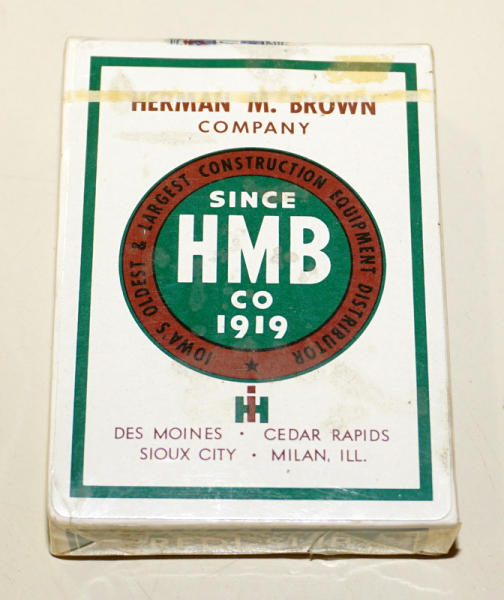 HERMAN M. BROWN
COMPANY
IOWA'S OLDEST & LARGEST CONSTRUCTION EQUIPMENT DISTRIBUTOR
SINCE
HMB
CO
1919
IH
DES MOINES · CEDAR RAPIDS
SIOUX CITY · MILAN, ILL.